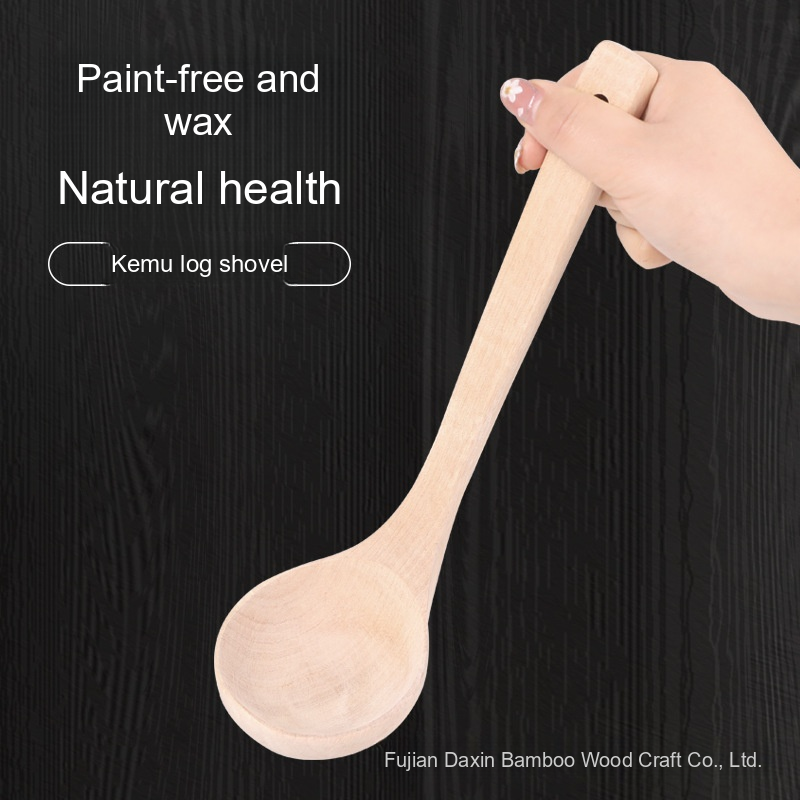 Paint-free and
wax
Natural health
Kemu log shovel
Fujian Daxin Bamboo Wood Craft Co., Ltd.